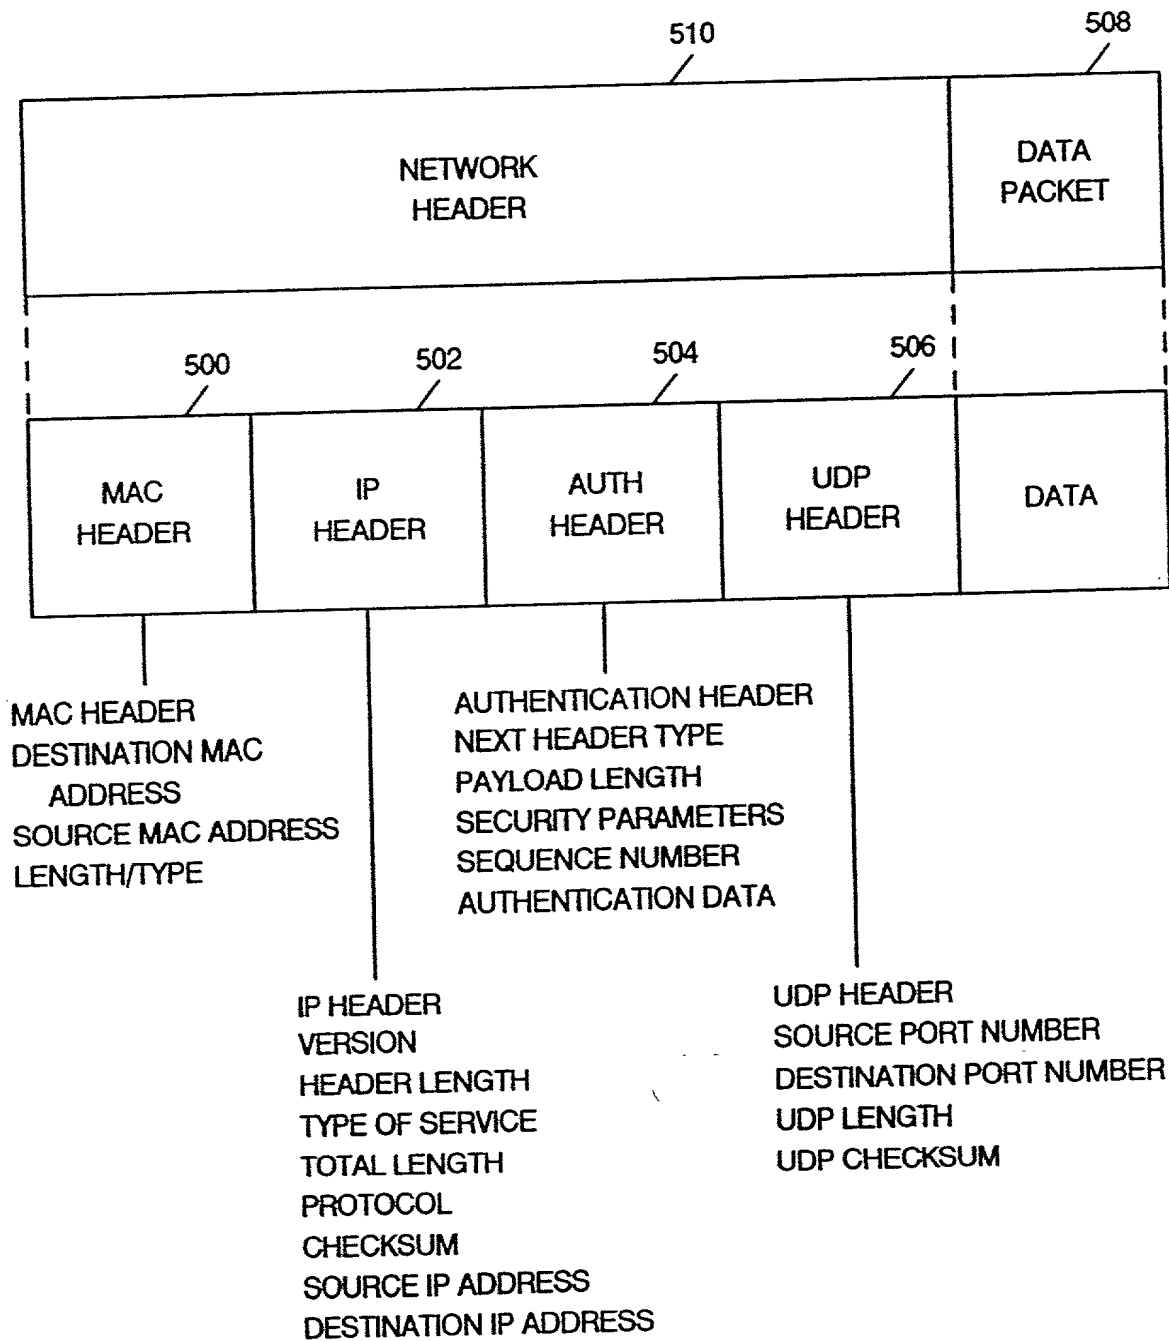 510
508
NETWORK
HEADER
DATA
PACKET
500
502
504
506
MAC
HEADER
IP
HEADER
AUTH
HEADER
UDP
HEADER
DATA
MAC HEADER
DESTINATION MAC
ADDRESS
SOURCE MAC ADDRESS
LENGTH/TYPE
AUTHENTICATION HEADER
NEXT HEADER TYPE
PAYLOAD LENGTH
SECURITY PARAMETERS
SEQUENCE NUMBER
AUTHENTICATION DATA
IP HEADER
VERSION
HEADER LENGTH
TYPE OF SERVICE
TOTAL LENGTH
PROTOCOL
CHECKSUM
SOURCE IP ADDRESS
DESTINATION IP ADDRESS
UDP HEADER
SOURCE PORT NUMBER
DESTINATION PORT NUMBER
UDP LENGTH
UDP CHECKSUM